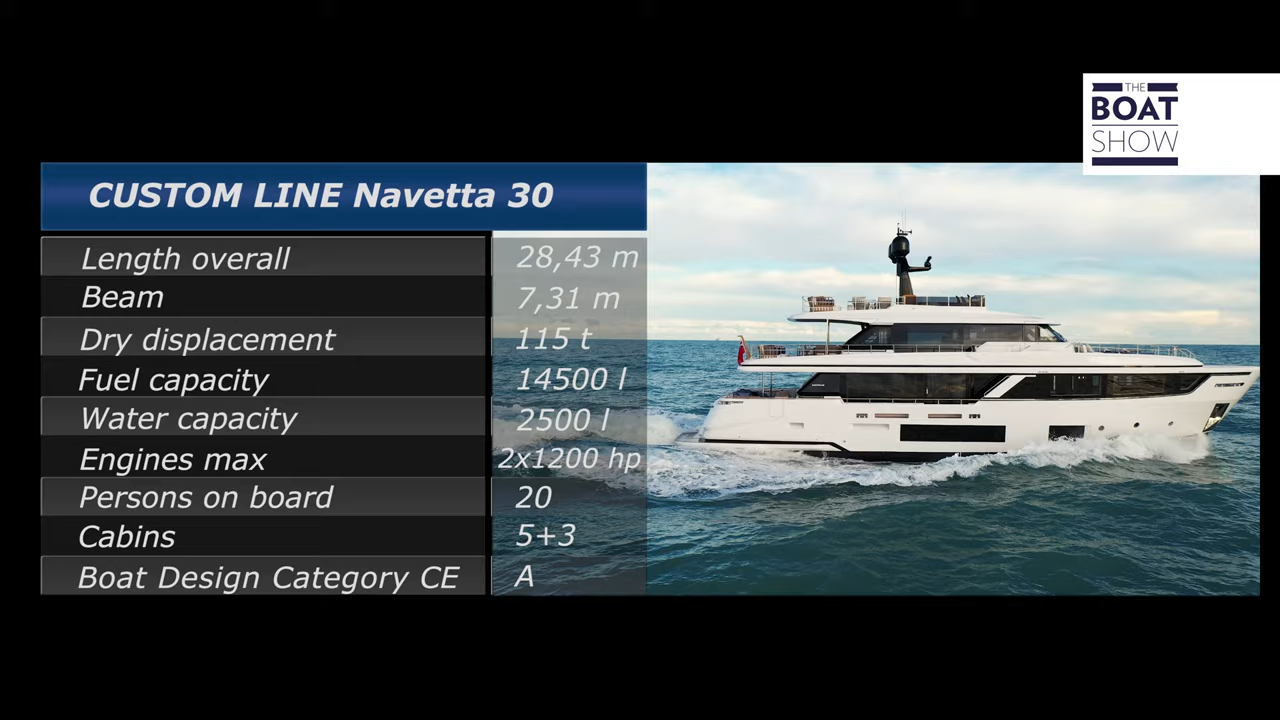 THE
BOAT
SHOW
CUSTOM LINE Navetta 30
Length overall 28,43 m
Beam 7,31 m
Dry displacement 115 t
Fuel capacity 14500 l
Water capacity 2500 l
Engines max 2x1200 hp
Persons on board 20
Cabins 5+3
Boat Design Category CE A